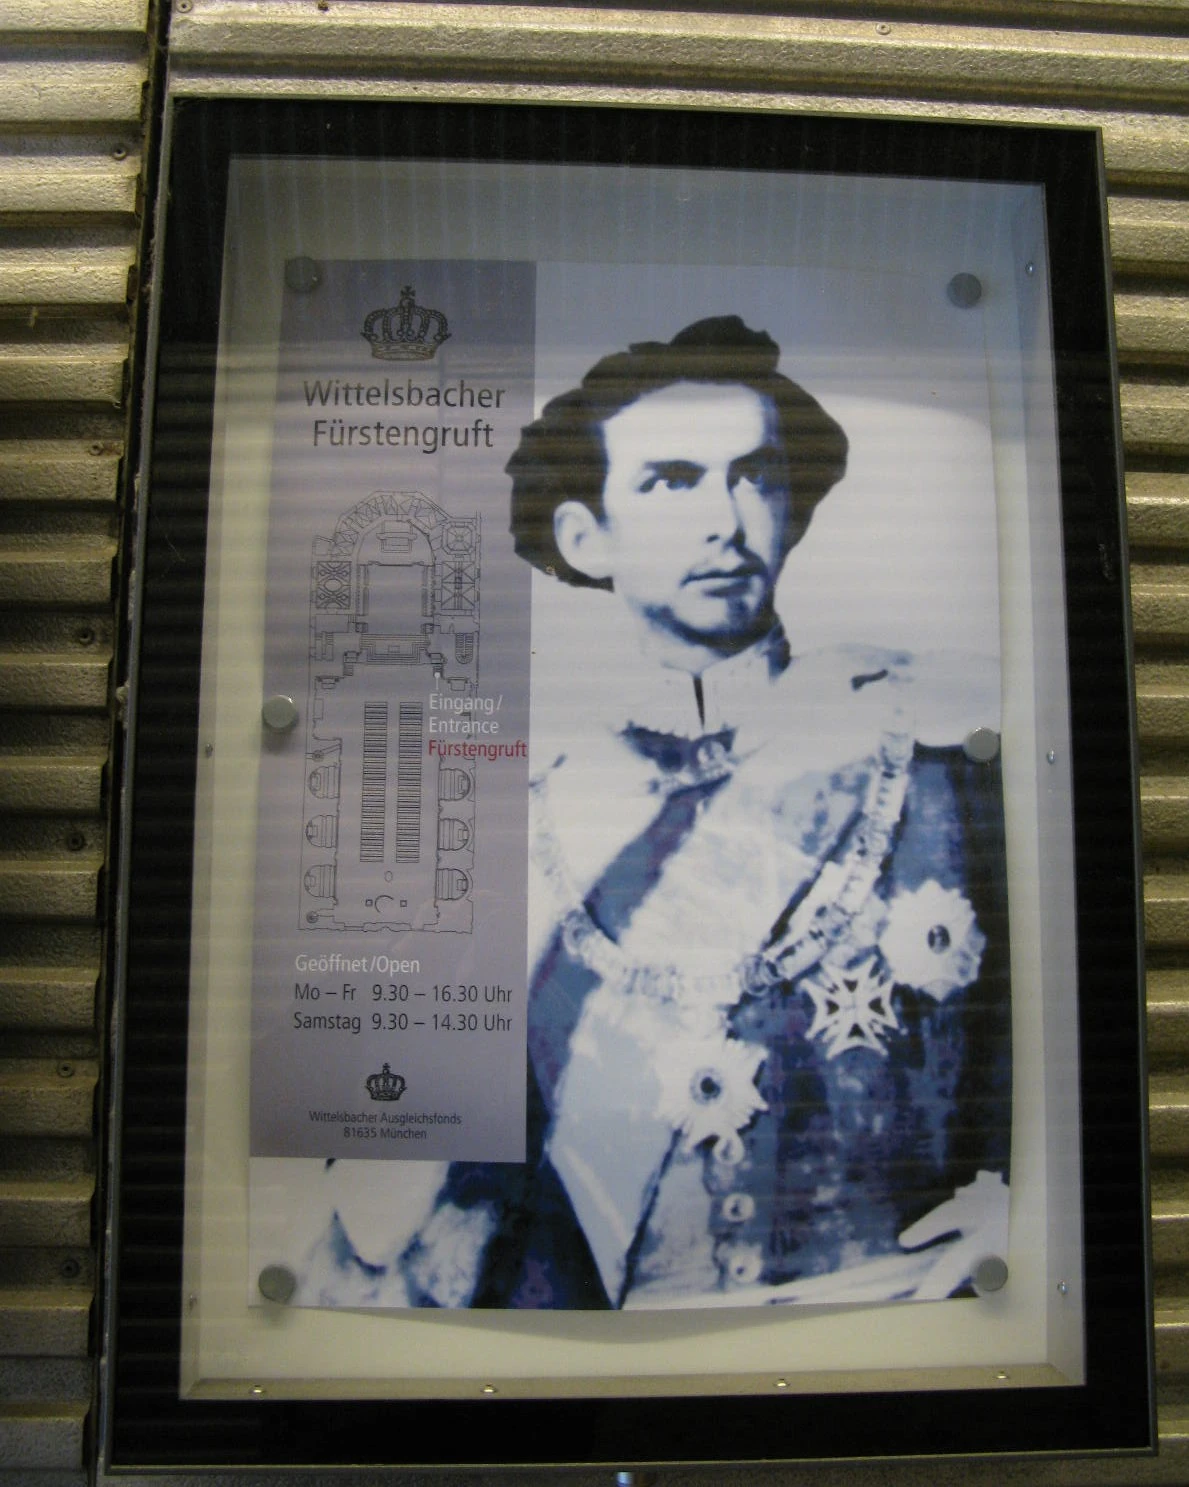 Wittelsbacher
Fürstengruft
Eingang/
Entrance
Fürstengruft
Geöffnet/Open
Mo – Fr 9.30 – 16.30 Uhr
Samstag 9.30 – 14.30 Uhr
Wittelsbacher Ausgleichsfonds
81635 München